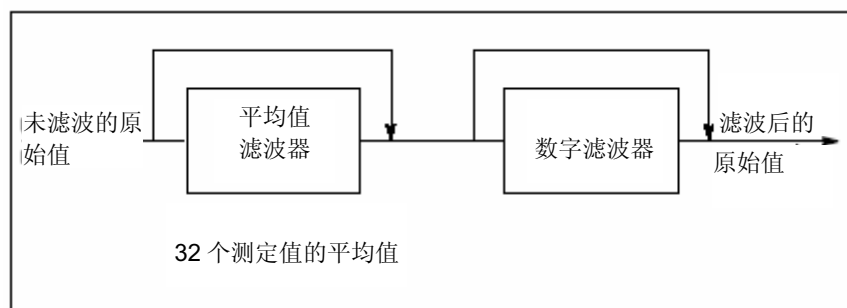 未滤波的原
始值
平均值
滤波器
数字滤波器
滤波后的
原始值
32 个测定值的平均值